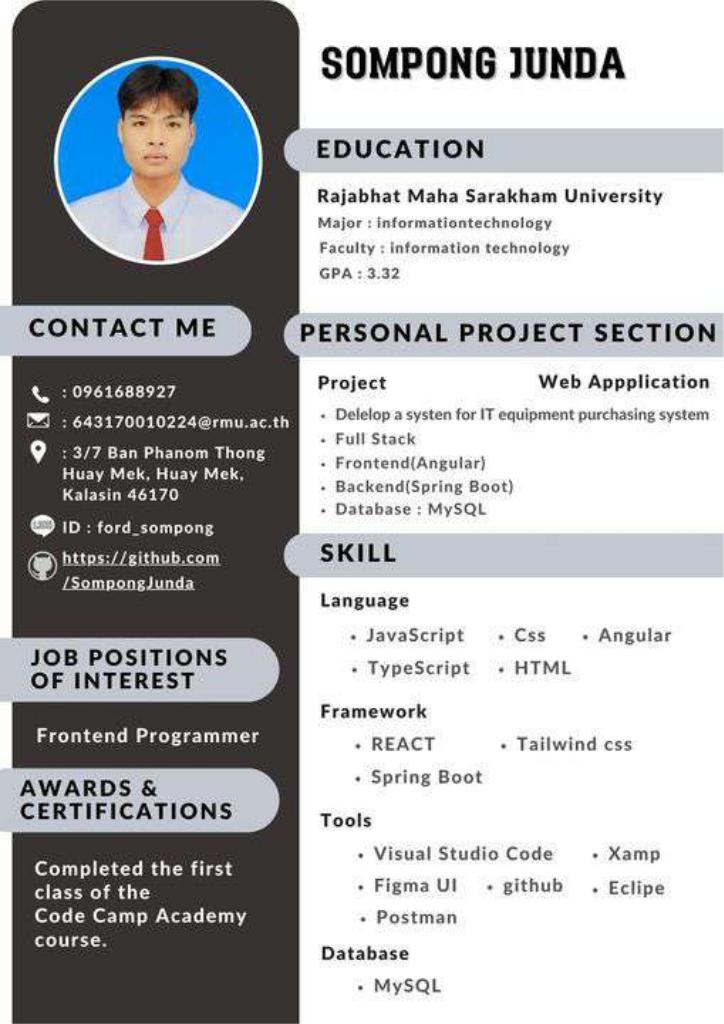 SOMPONG JUNDA
EDUCATION
Rajabhat Maha Sarakham University
Major : informationtechnology
Faculty : information technology
GPA : 3.32
CONTACT ME
: 0961688927
: 643170010224@rmu.ac.th
: 3/7 Ban Phanom Thong
Huay Mek, Huay Mek,
Kalasin 46170
ID : ford_sompong
https://github.com
/SompongJunda
JOB POSITIONS
OF INTEREST
Frontend Programmer
AWARDS &
CERTIFICATIONS
Completed the first
class of the
Code Camp Academy
course.
PERSONAL PROJECT SECTION
Project Web Appplication
• Delelop a systen for IT equipment purchasing system
• Full Stack
• Frontend(Angular)
• Backend(Spring Boot)
• Database : MySQL
SKILL
Language
• JavaScript • Css • Angular
• TypeScript • HTML
Framework
• REACT • Tailwind css
• Spring Boot
Tools
• Visual Studio Code • Xamp
• Figma UI • github • Eclipe
• Postman
Database
• MySQL